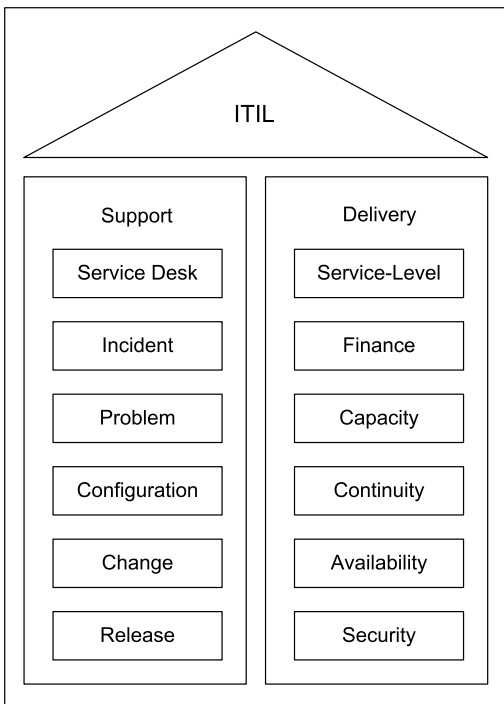 ITIL
Support
Service Desk
Incident
Problem
Configuration
Change
Release
Delivery
Service-Level
Finance
Capacity
Continuity
Availability
Security